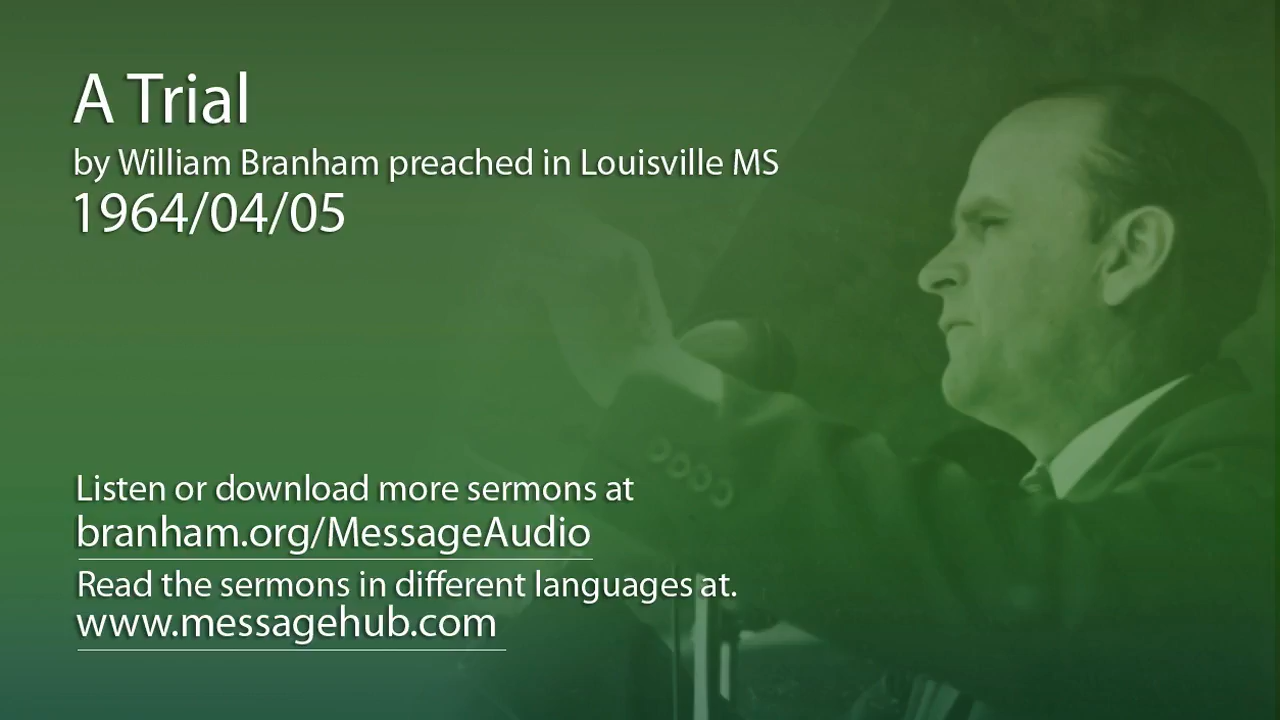 A Trial
by William Branham preached in Louisville MS
1964/04/05
Listen or download more sermons at
branham.org/MessageAudio
Read the sermons in different languages at.
www.messagehub.com